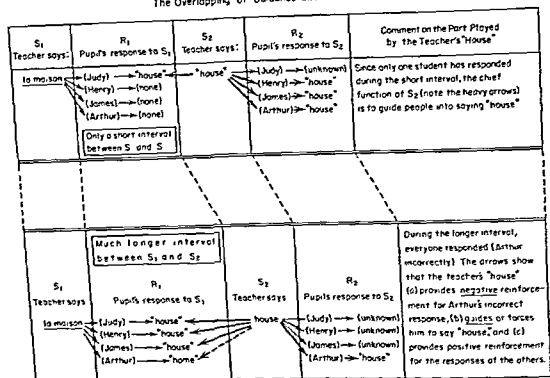 The Overlapping of Guidance
S₁
Teacher says:
R₁
Pupil's response to S₁
S₂
Teacher says:
R₂
Pupil's response to S₂
Comment on the Part Played
by the Teacher's "House"
la maison
(Judy) → "house"
(Henry) → (none)
(James) → (none)
(Arthur) → (none)
Only a short interval
between S and S
"house"
(Judy) → (unknown)
(Henry) → "house"
(James) → "house"
(Arthur) → "house"
Since only one student has responded
during the short interval, the chief
function of S₂ (note the heavy arrows)
is to guide people into saying "house"
Much longer interval
between S₁ and S₂
S₁
Teacher says
R₁
Pupil's response to S₁
S₂
Teacher says
R₂
Pupil's response to S₂
la maison
(Judy) → "house"
(Henry) → "house"
(James) → "house"
(Arthur) → "home"
house
(Judy) → (unknown)
(Henry) → (unknown)
(James) → (unknown)
(Arthur) → "house"
During the longer interval,
everyone responded (Arthur
incorrectly) The arrows show
that the teacher's "house"
(a) provides negative reinforce-
ment for Arthur's incorrect
response, (b) guides or forces
him to say "house," and (c)
provides positive reinforcement
for the responses of the others.